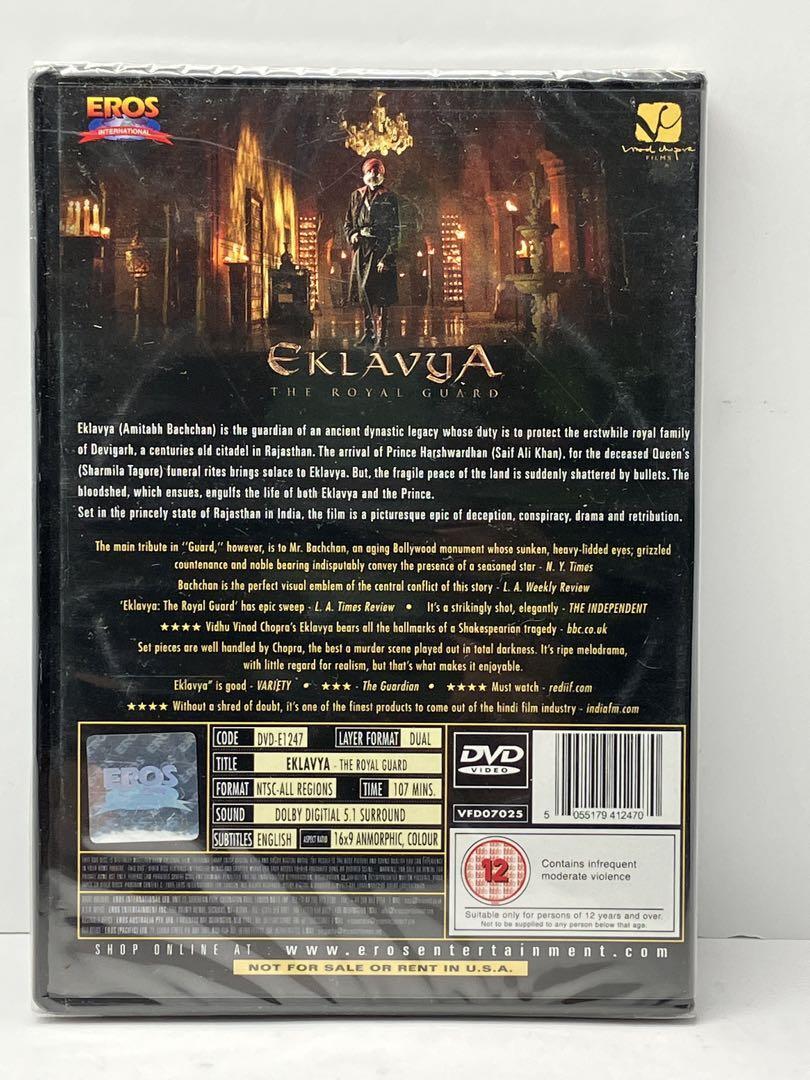 EROS
INTERNATIONAL
Vinod Chopra
FILMS
EKLAVYA
THE ROYAL GUARD
Eklavya (Amitabh Bachchan) is the guardian of an ancient dynastic legacy whose duty is to protect the erstwhile royal family
of Devigarh, a centuries old citadel in Rajasthan. The arrival of Prince Harshwardhan (Saif Ali Khan), for the deceased Queen's
(Sharmila Tagore) funeral rites brings solace to Eklavya. But, the fragile peace of the land is suddenly shattered by bullets. The
bloodshed, which ensues, engulfs the life of both Eklavya and the Prince.
Set in the princely state of Rajasthan in India, the film is a picturesque epic of deception, conspiracy, drama and retribution.
The main tribute in "Guard," however, is to Mr. Bachchan, an aging Bollywood monument whose sunken, heavy-lidded eyes; grizzled
countenance and noble bearing indisputably convey the presence of a seasoned star - N. Y. Times
Bachchan is the perfect visual emblem of the central conflict of this story - L. A. Weekly Review
'Eklavya: The Royal Guard' has epic sweep - L. A. Times Review • It's a strikingly shot, elegantly - THE INDEPENDENT
★★★★ Vidhu Vinod Chopra's Eklavya bears all the hallmarks of a Shakespearian tragedy - bbc.co.uk
Set pieces are well handled by Chopra, the best a murder scene played out in total darkness. It's ripe melodrama,
with little regard for realism, but that's what makes it enjoyable.
Eklavya" is good - VARIETY • ★★★ - The Guardian • ★★★★ Must watch - rediif.com
★★★★ Without a shred of doubt, it's one of the finest products to come out of the hindi film industry - indiafm.com
EROS
CODE DVD-E1247 LAYER FORMAT DUAL
TITLE EKLAVYA - THE ROYAL GUARD
FORMAT NTSC-ALL REGIONS TIME 107 MINS.
SOUND DOLBY DIGITIAL 5.1 SURROUND
SUBTITLES ENGLISH ASPECT RATIO 16x9 ANMORPHIC, COLOUR
DVD
VIDEO
VFD07025
5 055179 412470
12
Contains infrequent
moderate violence
Suitable only for persons of 12 years and over.
Not to be supplied to any person below that age.
SHOP ONLINE AT www.erosentertainment.com
NOT FOR SALE OR RENT IN U.S.A.